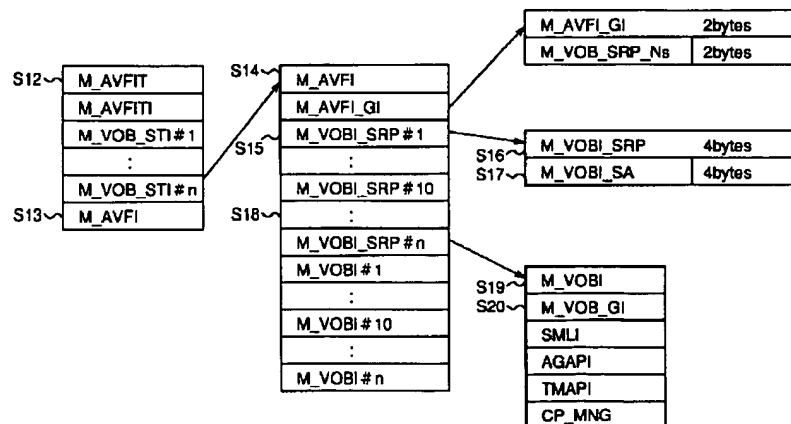 S12
M_AVFIT
M_AVFITI
M_VOB_STI#1
:
M_VOB_STI#n
S13
M_AVFI
S14
M_AVFI
M_AVFI_GI
S15
M_VOBI_SRP#1
:
M_VOBI_SRP#10
S18
:
M_VOBI_SRP#n
M_VOBI#1
:
M_VOBI#10
:
M_VOBI#n
M_AVFI_GI 2bytes
M_VOB_SRP_Ns 2bytes
S16
M_VOBI_SRP 4bytes
S17
M_VOBI_SA 4bytes
S19
M_VOBI
S20
M_VOB_GI
SMLI
AGAPI
TMAPI
CP_MNG